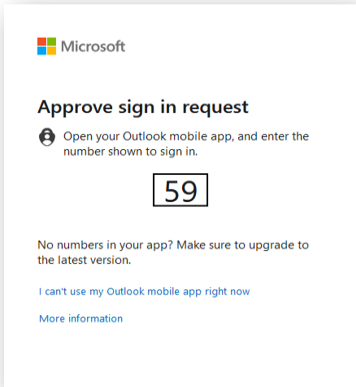 Microsoft
Approve sign in request
Open your Outlook mobile app, and enter the
number shown to sign in.
59
No numbers in your app? Make sure to upgrade to
the latest version.
I can't use my Outlook mobile app right now
More information